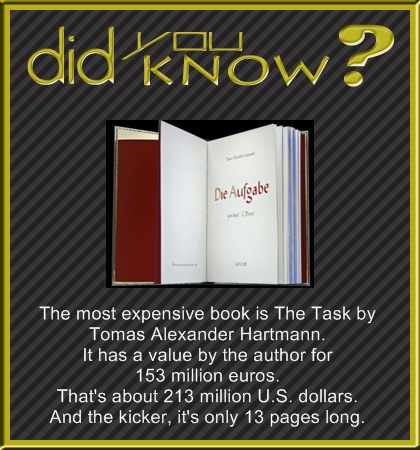 did YOU KNOW?
Die Aufgabe
The most expensive book is The Task by
Tomas Alexander Hartmann.
It has a value by the author for
153 million euros.
That's about 213 million U.S. dollars.
And the kicker, it's only 13 pages long.